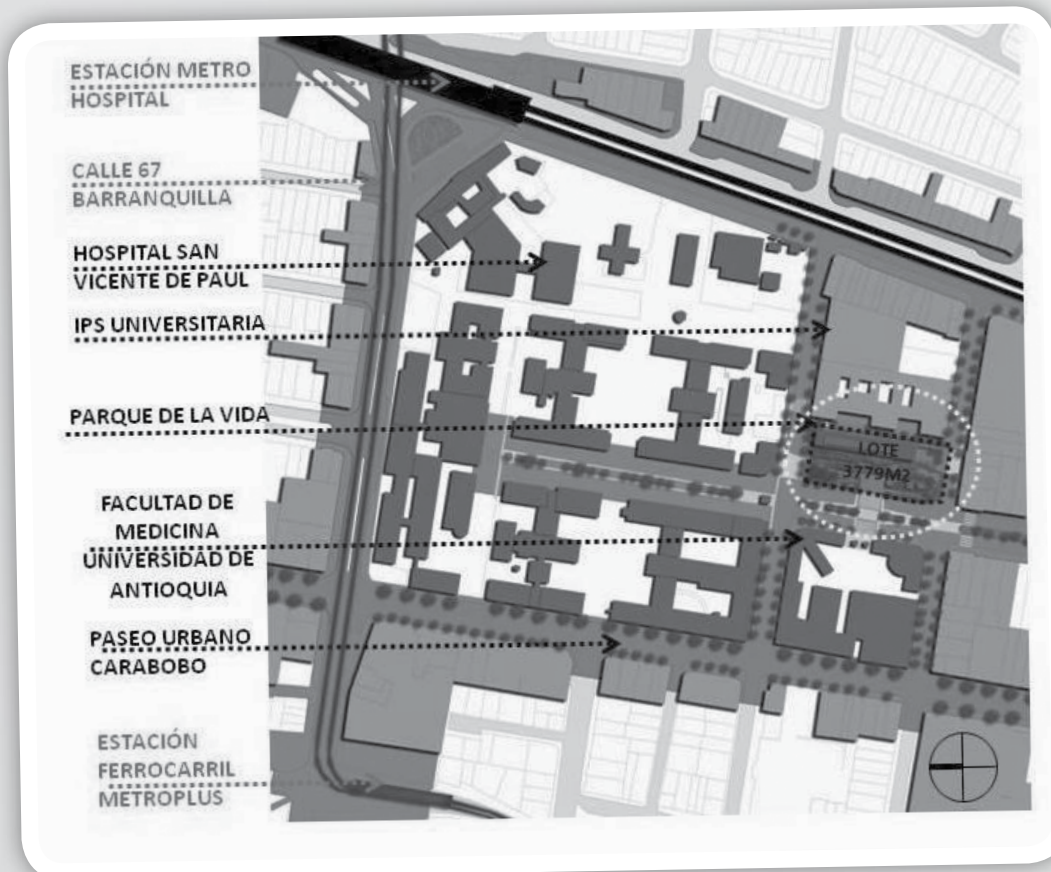 ESTACIÓN METRO
HOSPITAL
CALLE 67
BARRANQUILLA
HOSPITAL SAN
VICENTE DE PAUL
IPS UNIVERSITARIA
PARQUE DE LA VIDA
LOTE
3779M2
FACULTAD DE
MEDICINA
UNIVERSIDAD DE
ANTIOQUIA
PASEO URBANO
CARABOBO
ESTACIÓN
FERROCARRIL
METROPLUS